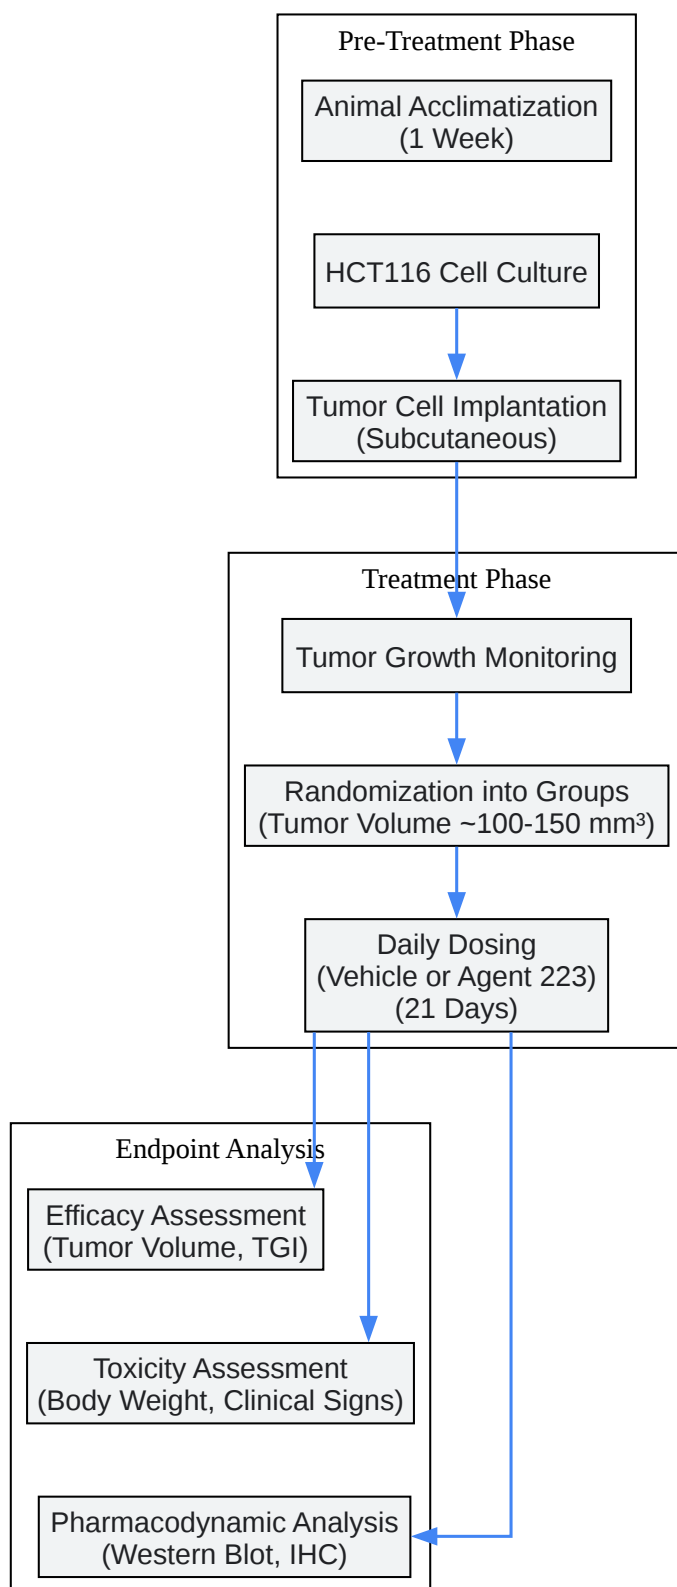 Pre-Treatment Phase
Animal Acclimatization
(1 Week)
HCT116 Cell Culture
Tumor Cell Implantation
(Subcutaneous)
Treatment Phase
Tumor Growth Monitoring
Randomization into Groups
(Tumor Volume ~100-150 mm³)
Daily Dosing
(Vehicle or Agent 223)
(21 Days)
Endpoint Analysis
Efficacy Assessment
(Tumor Volume, TGI)
Toxicity Assessment
(Body Weight, Clinical Signs)
Pharmacodynamic Analysis
(Western Blot, IHC)